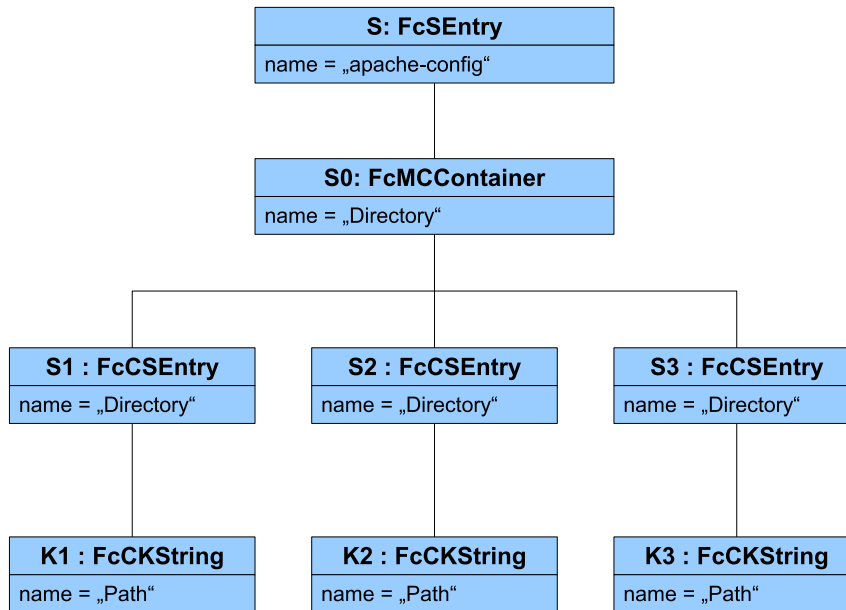 S: FcSEntry
name = „apache-config“
S0: FcMCContainer
name = „Directory“
S1 : FcCSEntry
name = „Directory“
S2 : FcCSEntry
name = „Directory“
S3 : FcCSEntry
name = „Directory“
K1 : FcCKString
name = „Path“
K2 : FcCKString
name = „Path“
K3 : FcCKString
name = „Path“